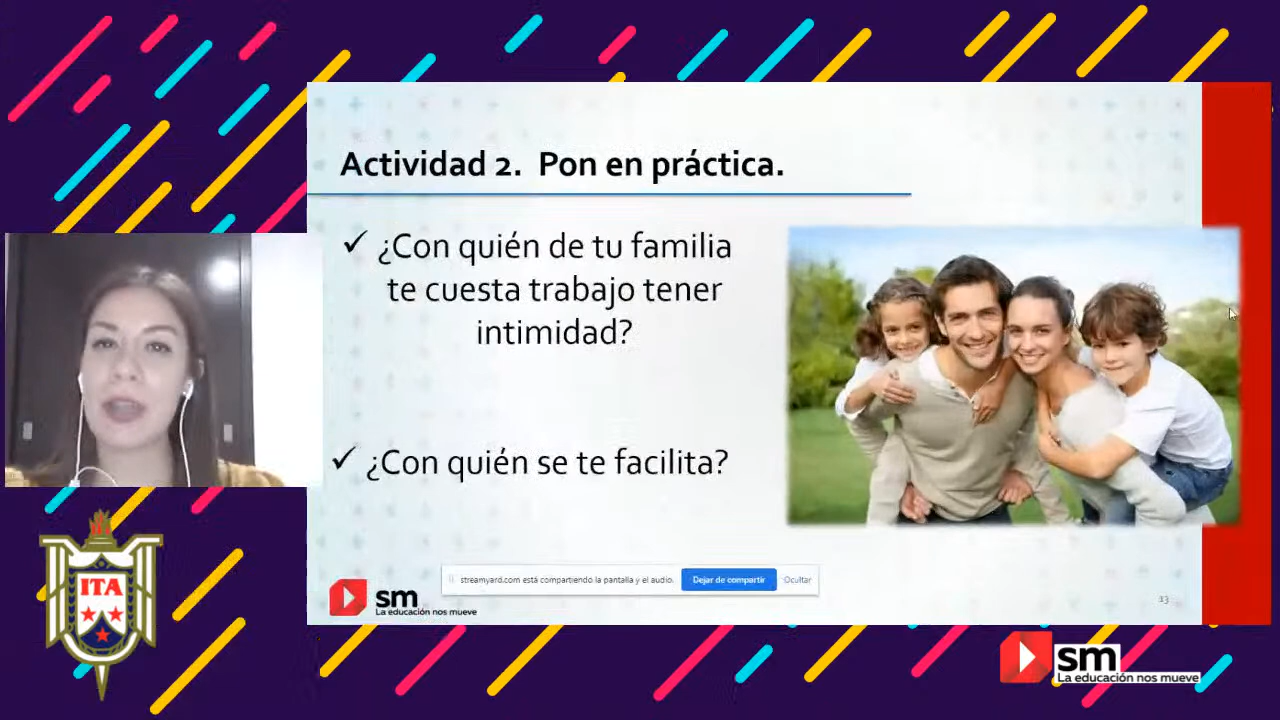 Actividad 2. Pon en práctica.
✓ ¿Con quién de tu familia
te cuesta trabajo tener
intimidad?
✓ ¿Con quién se te facilita?
streamyard.com está compartiendo la pantalla y el audio. Dejar de compartir Ocultar
sm
La educación nos mueve
13
ITA
sm
La educación nos mueve